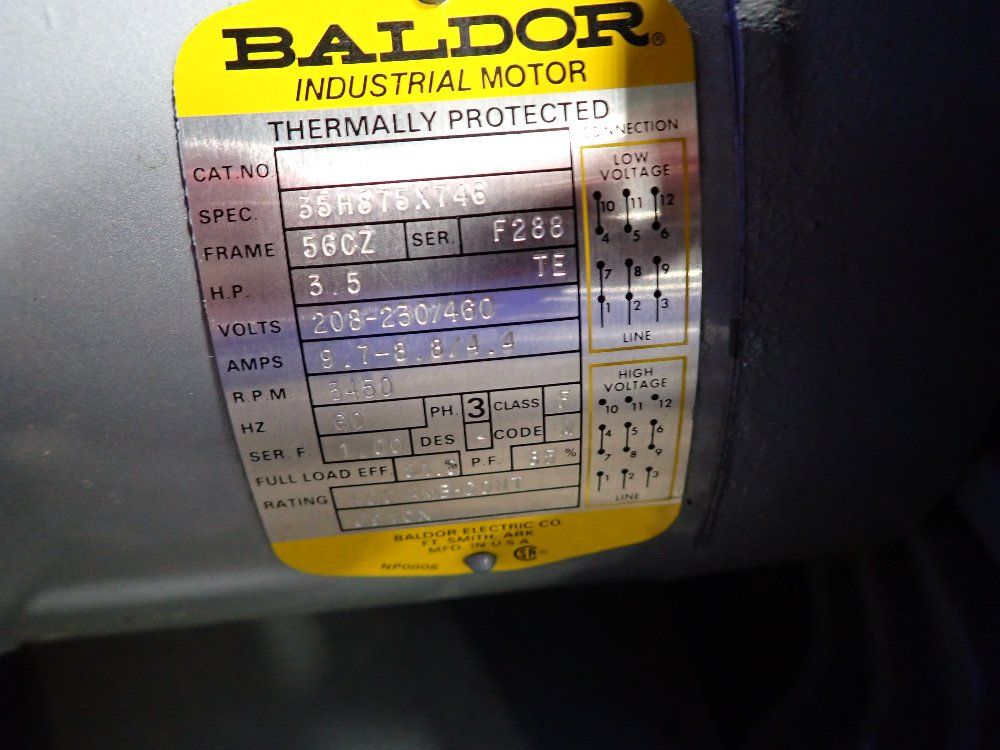 BALDOR®
INDUSTRIAL MOTOR
THERMALLY PROTECTED
CAT.NO.
SPEC. 35H875X746
FRAME 56CZ SER. F288
H.P. 3.5 TE
VOLTS 208-230/460
AMPS 9.7-8.8/4.4
R.P.M. 3450
HZ 60 PH. 3 CLASS F
SER. F. 1.00 DES - CODE
FULL LOAD EFF. % P.F. %
RATING AMB-CONT
BALDOR ELECTRIC CO
FT. SMITH, ARK
MFD. IN U.S.A.
NP0006
CONNECTION
LOW
VOLTAGE
10 11 12
4 5 6
7 8 9
1 2 3
LINE
HIGH
VOLTAGE
10 11 12
4 5 6
7 8 9
1 2 3
LINE